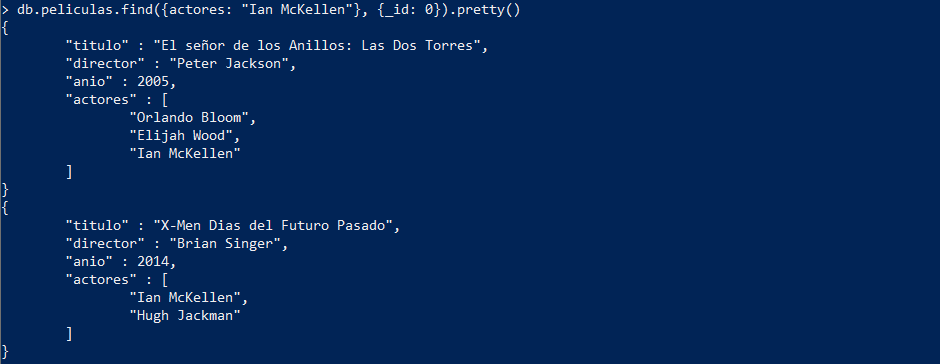 > db.peliculas.find({actores: "Ian McKellen"}, {_id: 0}).pretty()
{
"titulo" : "El señor de los Anillos: Las Dos Torres",
"director" : "Peter Jackson",
"anio" : 2005,
"actores" : [
"Orlando Bloom",
"Elijah Wood",
"Ian McKellen"
]
}
{
"titulo" : "X-Men Dias del Futuro Pasado",
"director" : "Brian Singer",
"anio" : 2014,
"actores" : [
"Ian McKellen",
"Hugh Jackman"
]
}